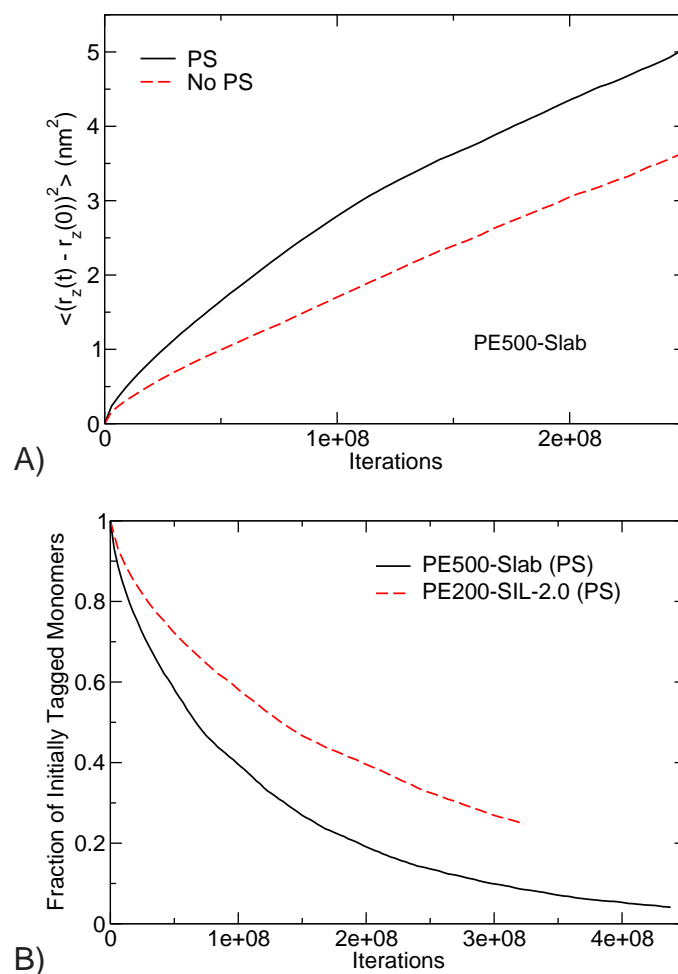 5
4
3
2
1
0
<(r_z(t) - r_z(0))^2> (nm^2)
PS
No PS
PE500-Slab
0 1e+08 2e+08
Iterations
A)
1
0.8
0.6
0.4
0.2
0
Fraction of Initially Tagged Monomers
PE500-Slab (PS)
PE200-SIL-2.0 (PS)
0 1e+08 2e+08 3e+08 4e+08
Iterations
B)